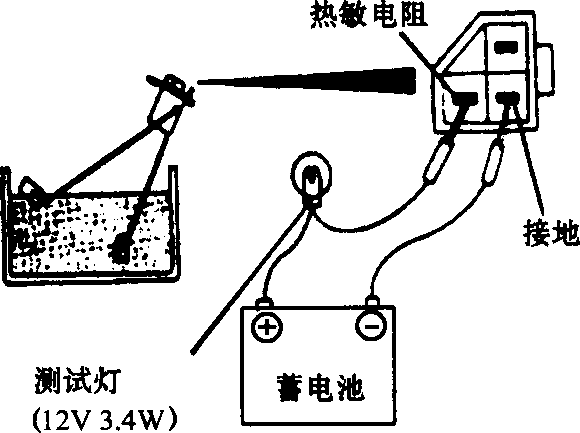 热敏电阻
接地
测试灯
(12V 3.4W)
蓄电池
+
−